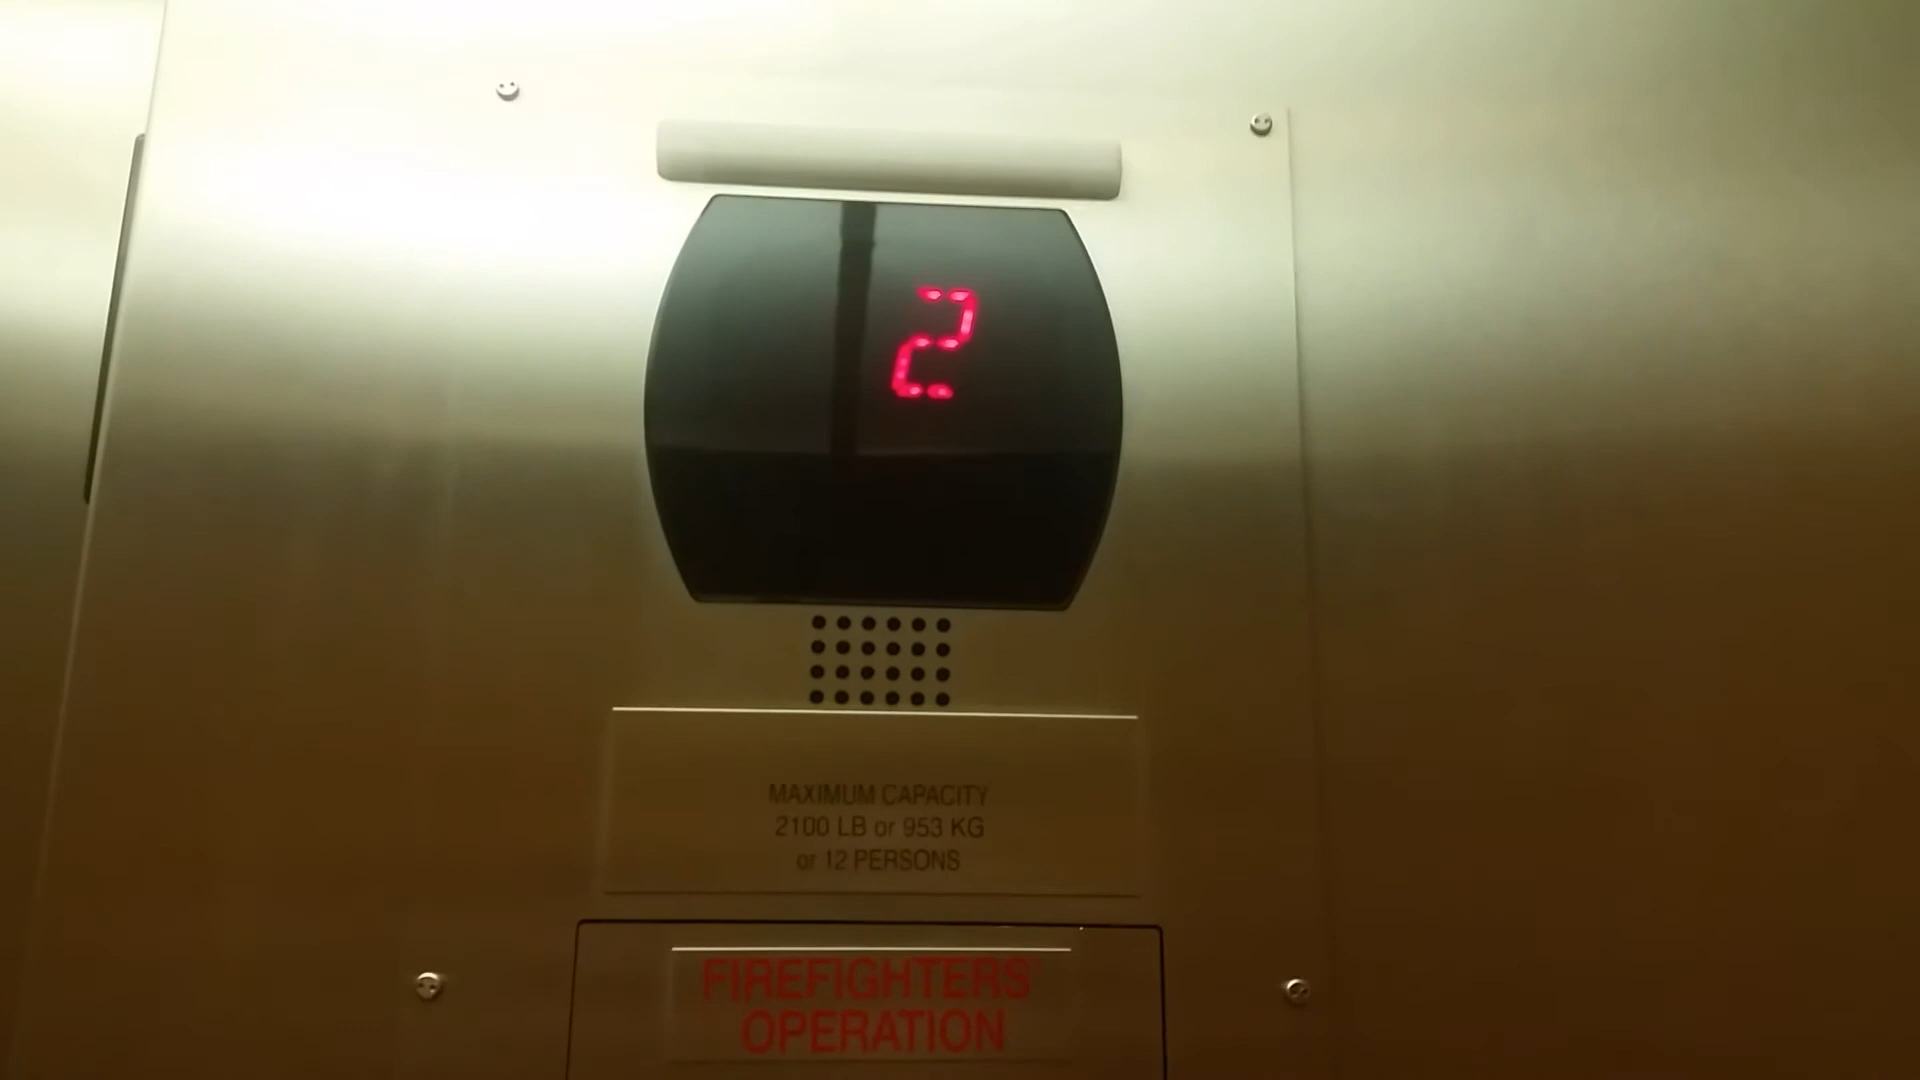 2
MAXIMUM CAPACITY
2100 LB or 953 KG
or 12 PERSONS
FIREFIGHTERS'
OPERATION